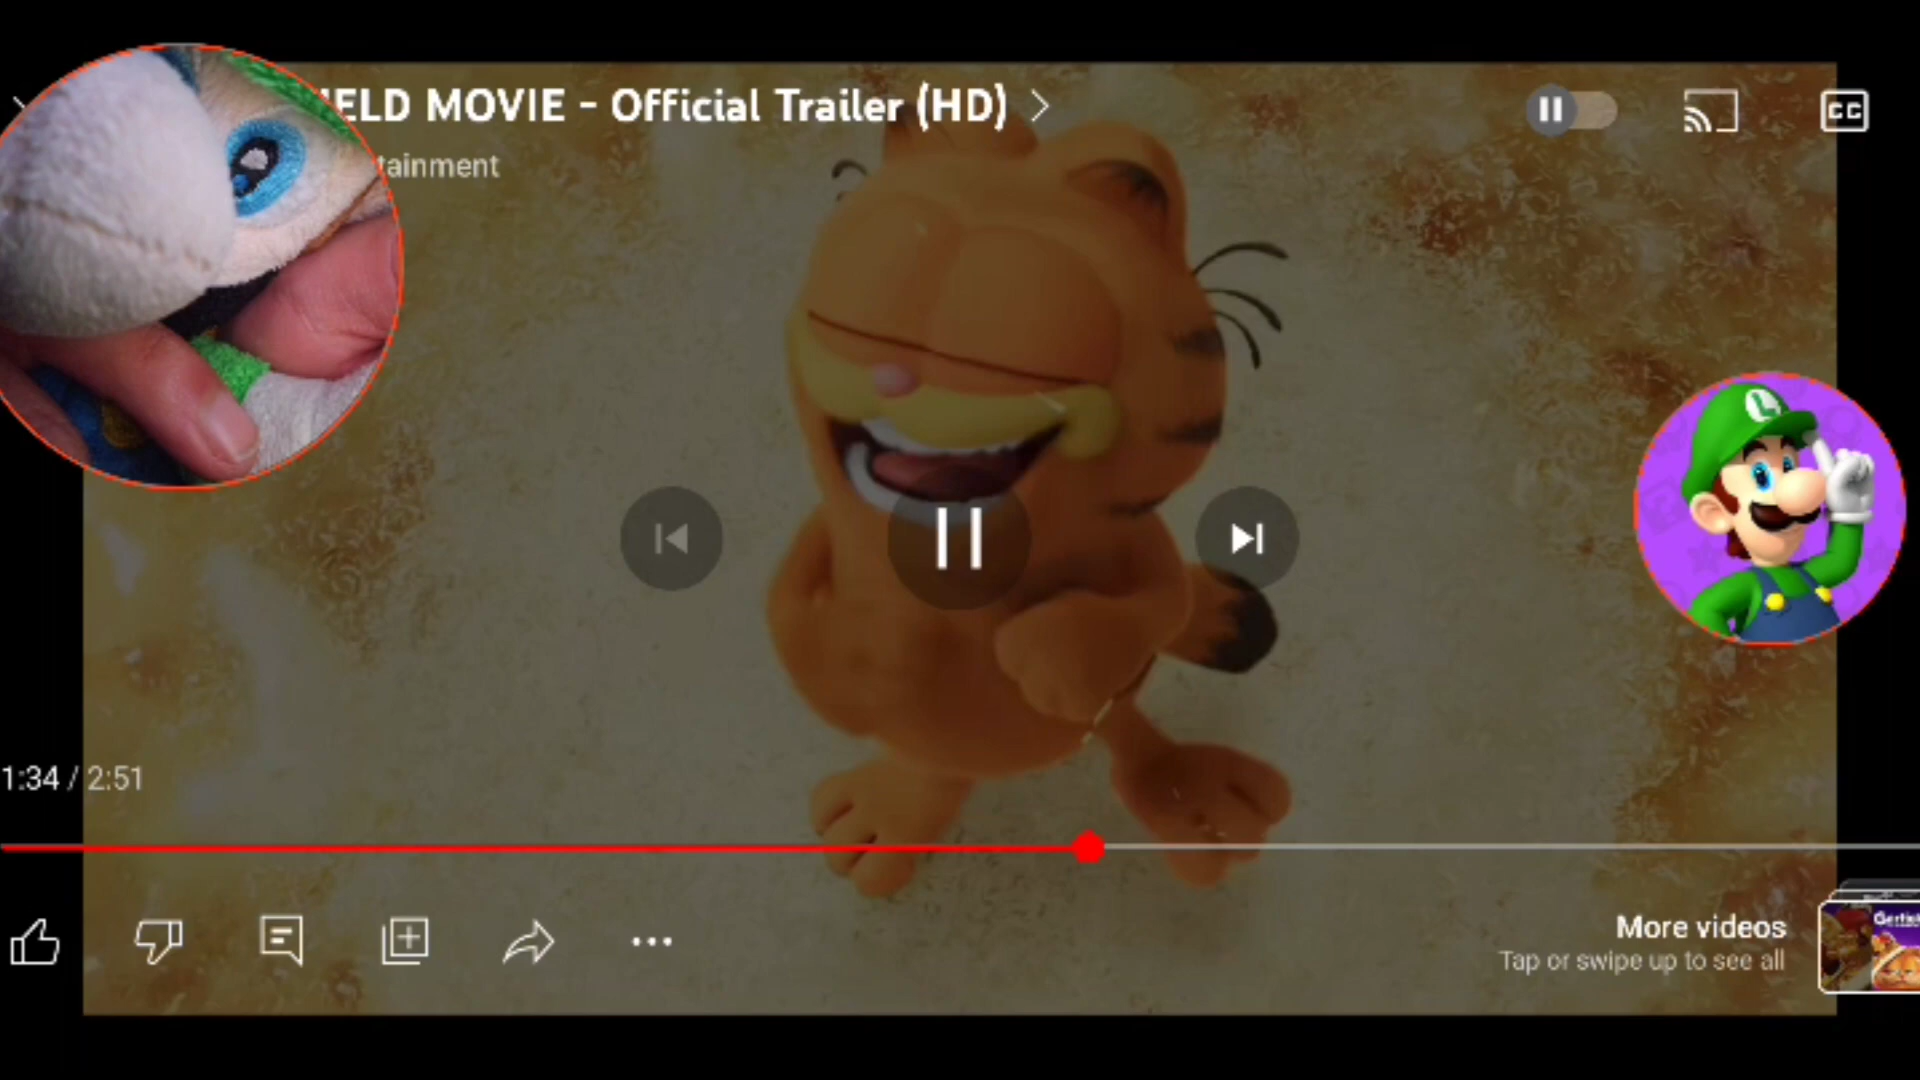 ELD MOVIE - Official Trailer (HD)
tainment
CC
L
1:34 / 2:51
More videos
Tap or swipe up to see all